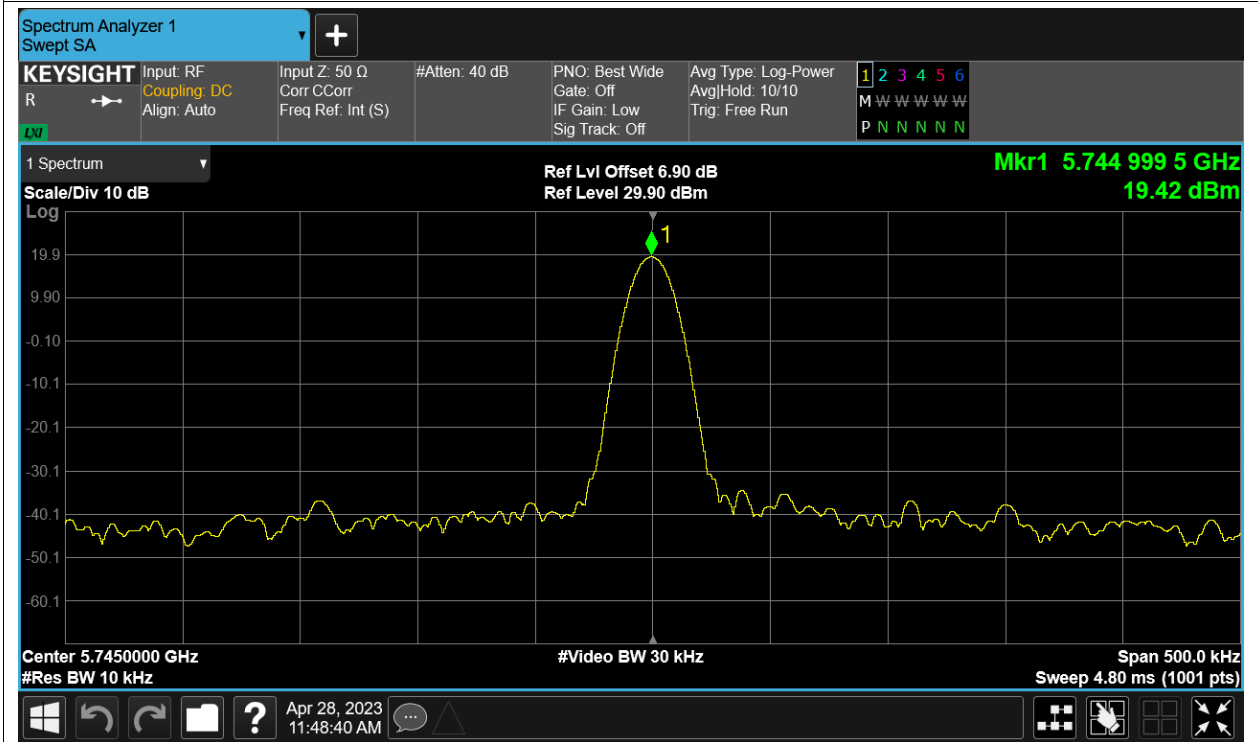 Spectrum Analyzer 1
Swept SA
KEYSIGHT
R
LXI
Input: RF
Coupling: DC
Align: Auto
Input Z: 50 Ω
Corr CCorr
Freq Ref: Int (S)
#Atten: 40 dB
PNO: Best Wide
Gate: Off
IF Gain: Low
Sig Track: Off
Avg Type: Log-Power
Avg|Hold: 10/10
Trig: Free Run
1 2 3 4 5 6
M W W W W W
P N N N N N
1 Spectrum
Scale/Div 10 dB
Log
Ref Lvl Offset 6.90 dB
Ref Level 29.90 dBm
Mkr1 5.744 999 5 GHz
19.42 dBm
1
19.9
9.90
-0.10
-10.1
-20.1
-30.1
-40.1
-50.1
-60.1
Center 5.7450000 GHz
#Res BW 10 kHz
#Video BW 30 kHz
Span 500.0 kHz
Sweep 4.80 ms (1001 pts)
?
Apr 28, 2023
11:48:40 AM